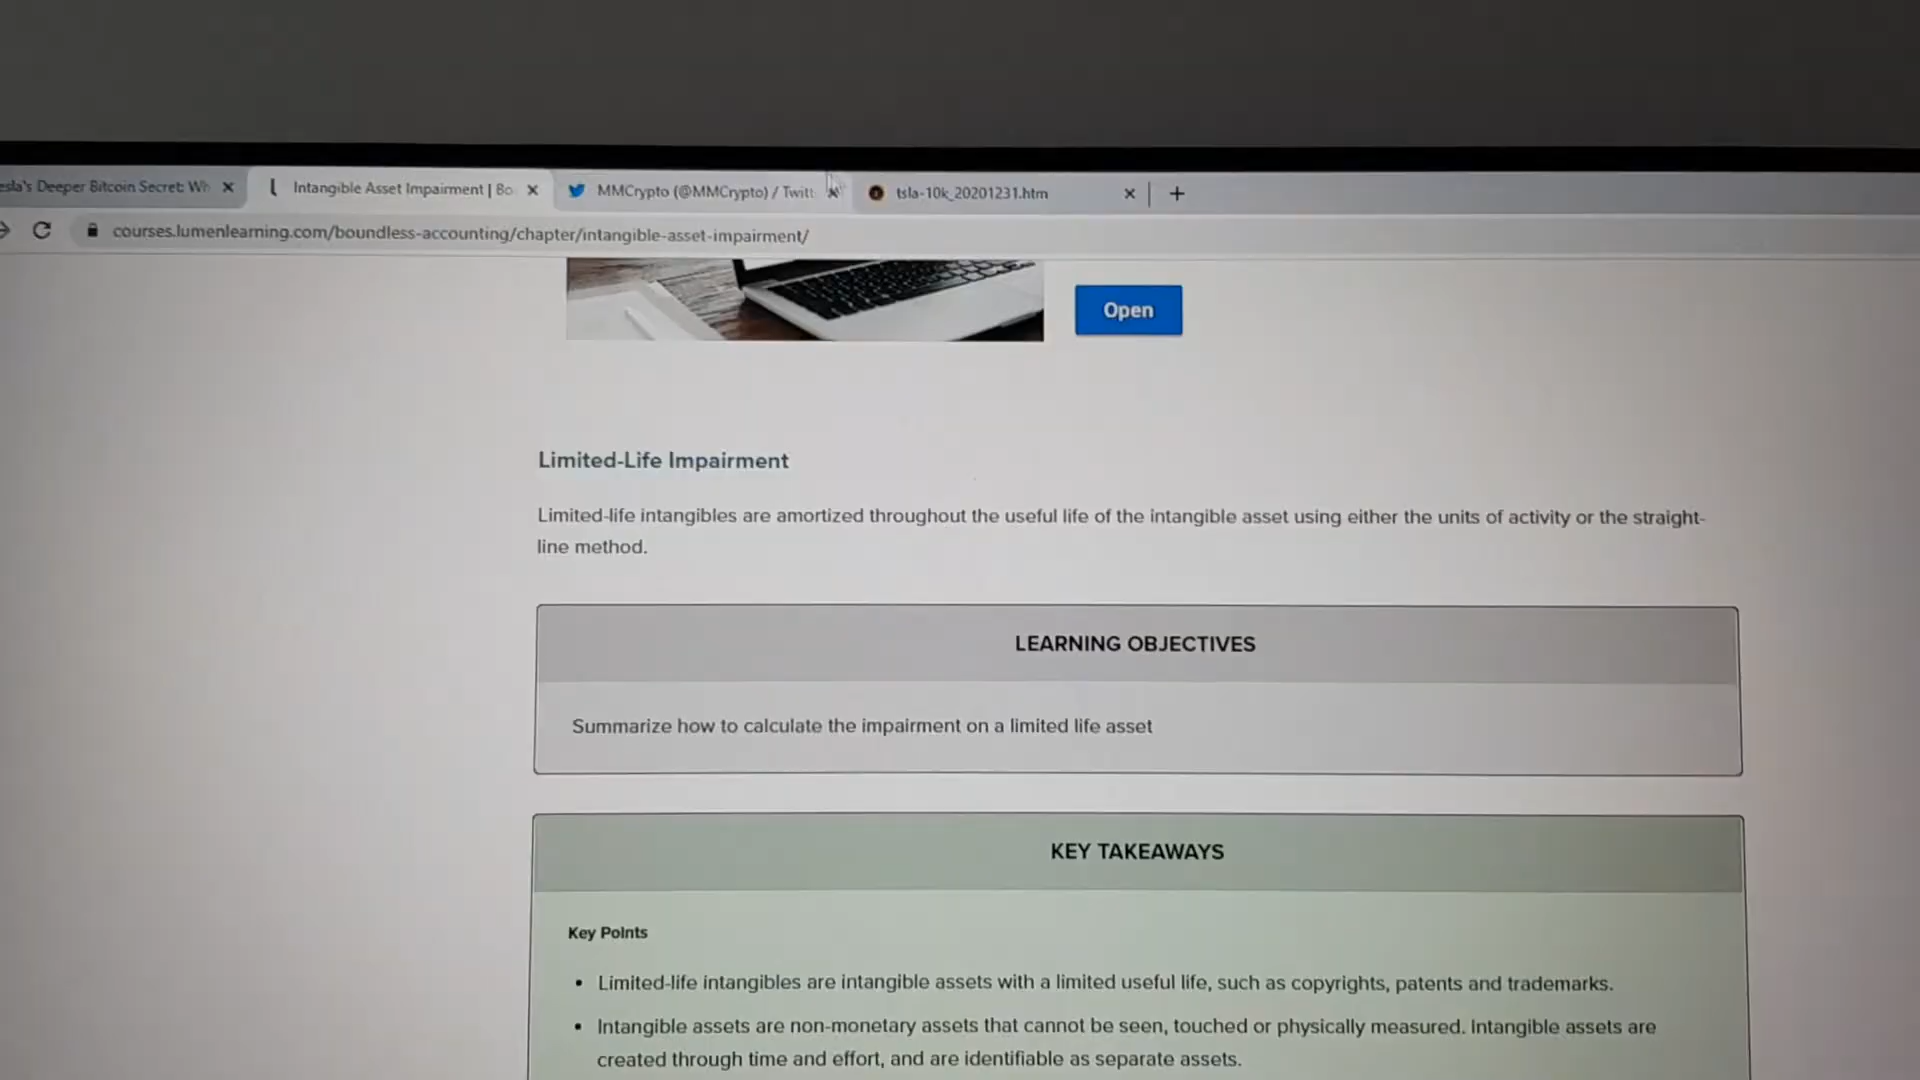 esla's Deeper Bitcoin Secret: Wh
Intangible Asset Impairment | Bo
MMCrypto (@MMCrypto) / Twitt
tsla-10k_20201231.htm
courses.lumenlearning.com/boundless-accounting/chapter/intangible-asset-impairment/
Open
Limited-Life Impairment
Limited-life intangibles are amortized throughout the useful life of the intangible asset using either the units of activity or the straight-
line method.
LEARNING OBJECTIVES
Summarize how to calculate the impairment on a limited life asset
KEY TAKEAWAYS
Key Points
• Limited-life intangibles are intangible assets with a limited useful life, such as copyrights, patents and trademarks.
• Intangible assets are non-monetary assets that cannot be seen, touched or physically measured. Intangible assets are
created through time and effort, and are identifiable as separate assets.